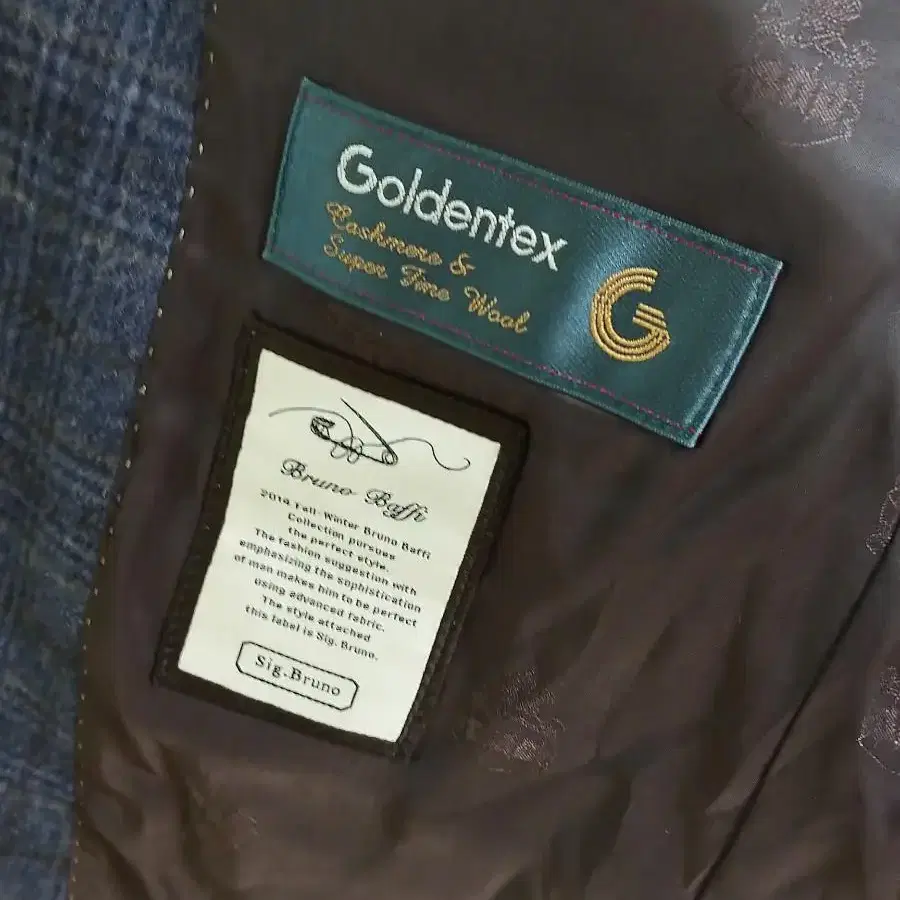 Goldentex
Cashmere &
Super Fine Wool
G
Bruno Baffi
2014 Fall-Winter Bruno Baffi
Collection pursues
the perfect style.
The fashion suggestion with
emphasizing the sophistication
of man makes him to be perfect
using advanced fabric.
The style attached
this label is Sig. Bruno.
Sig.Bruno